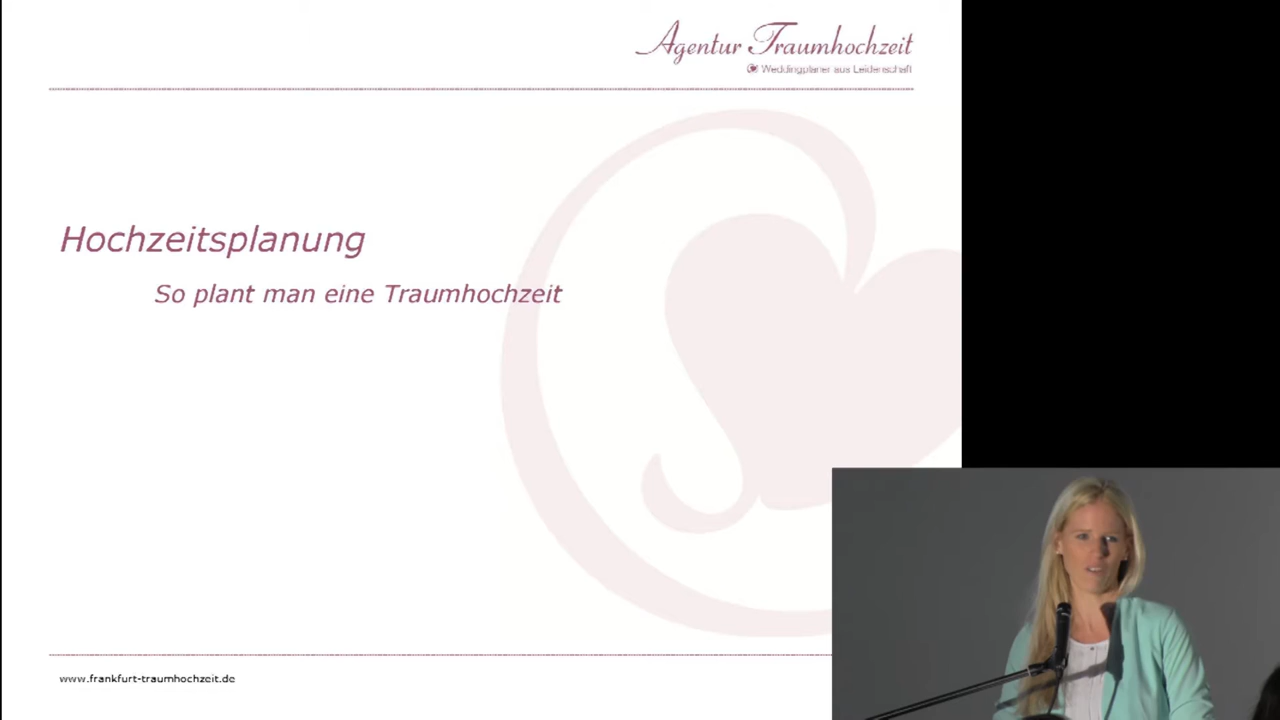 Agentur Traumhochzeit
Weddingplaner aus Leidenschaft
Hochzeitsplanung
So plant man eine Traumhochzeit
www.frankfurt-traumhochzeit.de